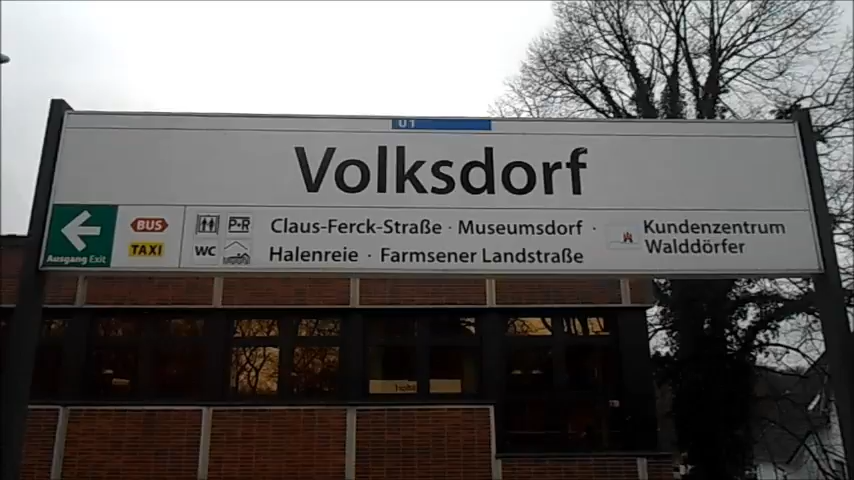 U1
Volksdorf
BUS
TAXI
P+R
WC
Ausgang Exit
Claus-Ferck-Straße · Museumsdorf ·
Halenreie · Farmsener Landstraße
Kundenzentrum
Walddörfer